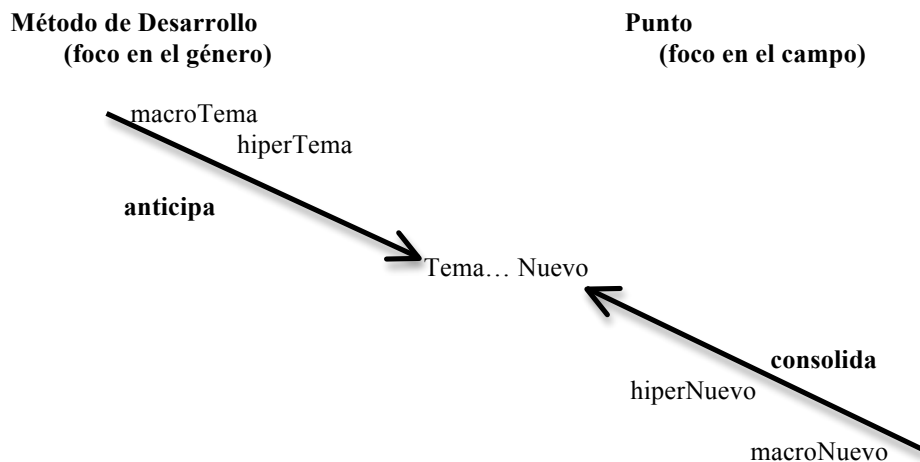 Método de Desarrollo
(foco en el género)
Punto
(foco en el campo)
macroTema
hiperTema
anticipa
Tema… Nuevo
consolida
hiperNuevo
macroNuevo